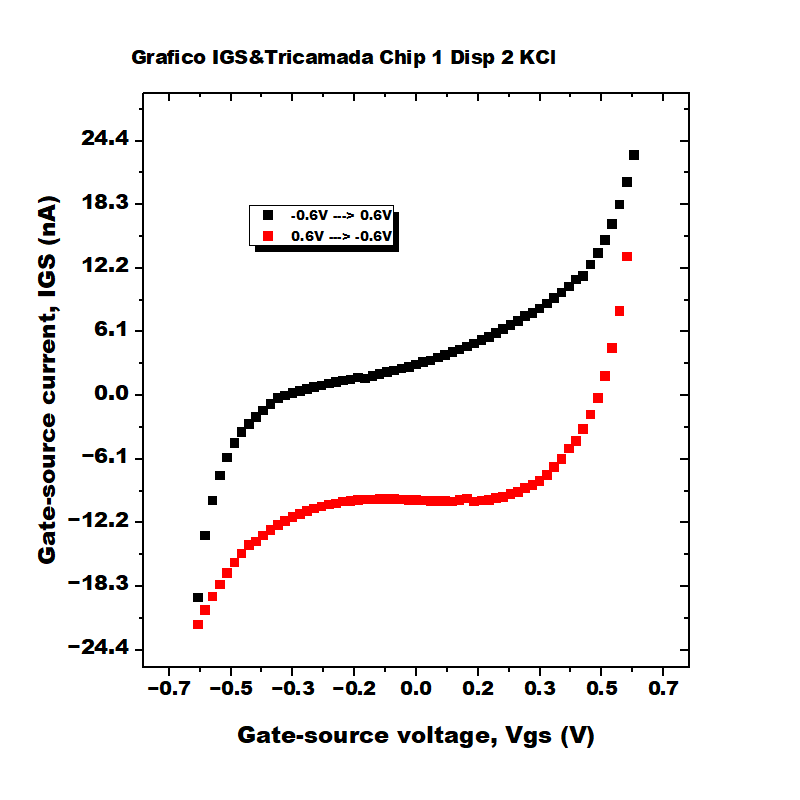 Grafico IGS&Tricamada Chip 1 Disp 2 KCl
Gate-source current, IGS (nA)
24.4
18.3
12.2
6.1
0.0
−6.1
−12.2
−18.3
−24.4
-0.6V ---> 0.6V
0.6V ---> -0.6V
−0.7 −0.5 −0.3 −0.2 0.0 0.2 0.3 0.5 0.7
Gate-source voltage, Vgs (V)